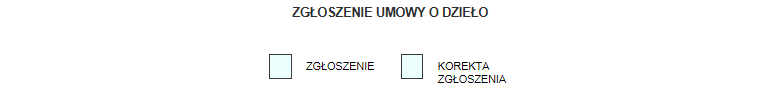 ZGŁOSZENIE UMOWY O DZIEŁO
ZGŁOSZENIE
KOREKTA
ZGŁOSZENIA